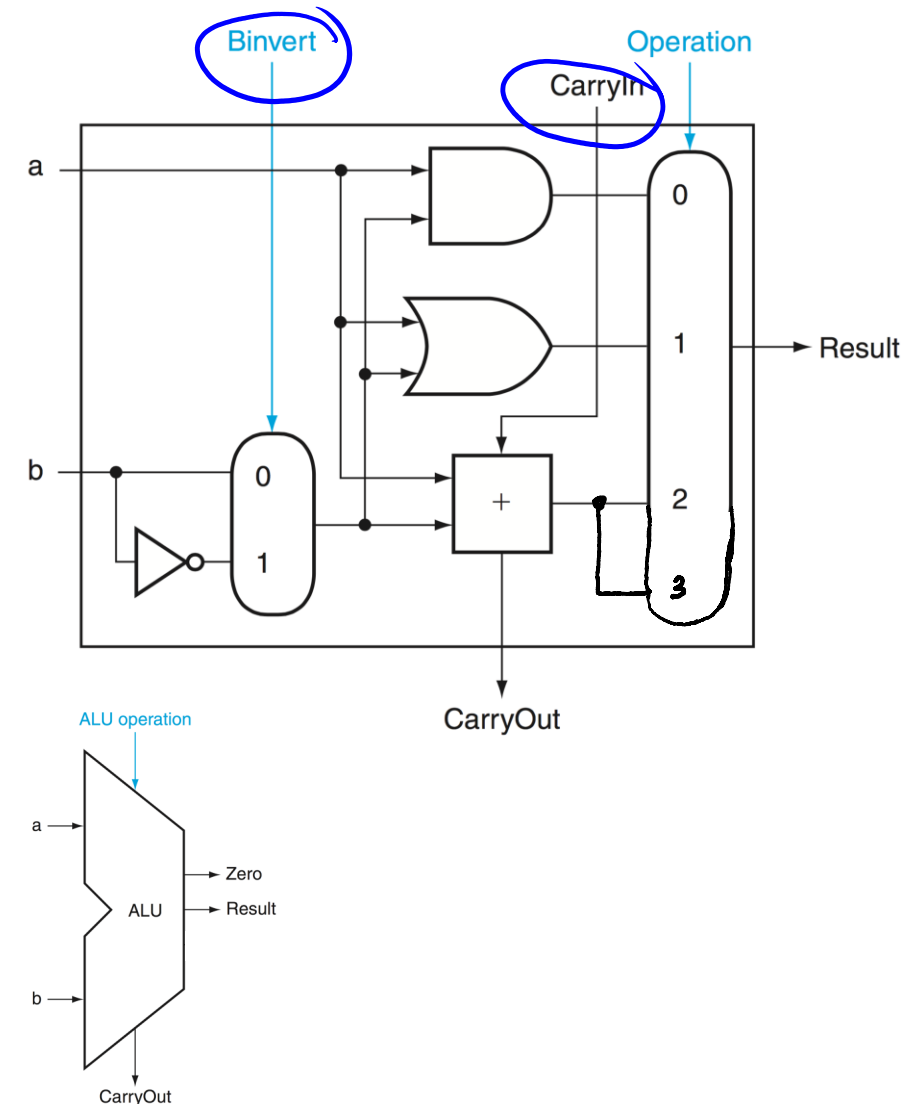 Binvert
Operation
CarryIn
a
0
1
Result
b
0
+
2
1
3
CarryOut
ALU operation
a
Zero
ALU
Result
b
CarryOut